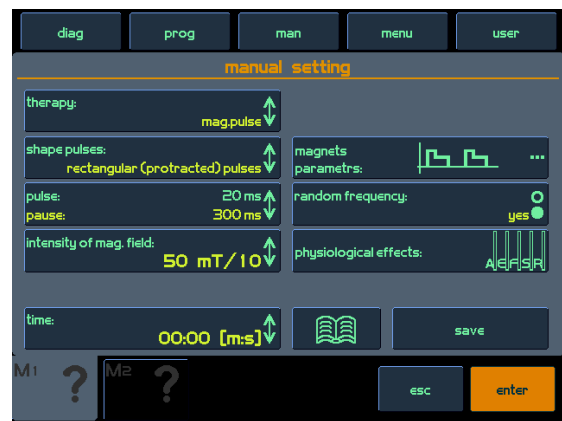 diag prog man menu user
manual setting
therapy:
mag.pulse
shape pulses:
rectangular (protracted) pulses
magnets
parametrs:
...
pulse: 20 ms
pause: 300 ms
random frequency:
yes
intensity of mag. field:
50 mT/10
physiological effects:
A E F S R
time:
00:00 [m:s]
save
M1 ? M2 ?
esc enter